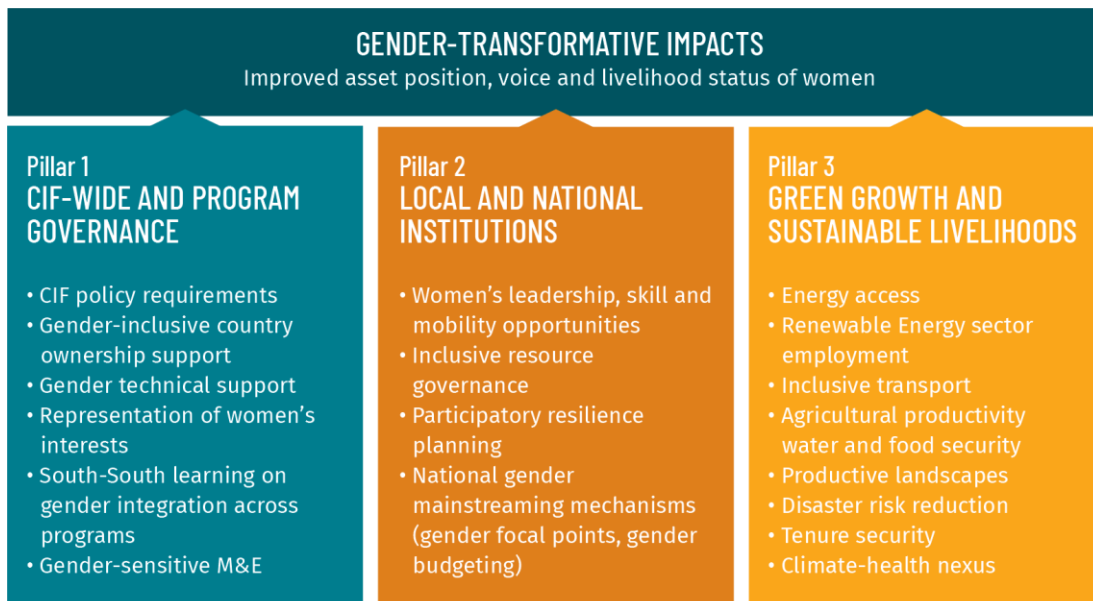 GENDER-TRANSFORMATIVE IMPACTS
Improved asset position, voice and livelihood status of women
Pillar 1
CIF-WIDE AND PROGRAM
GOVERNANCE
• CIF policy requirements
• Gender-inclusive country
ownership support
• Gender technical support
• Representation of women’s
interests
• South-South learning on
gender integration across
programs
• Gender-sensitive M&E
Pillar 2
LOCAL AND NATIONAL
INSTITUTIONS
• Women’s leadership, skill and
mobility opportunities
• Inclusive resource
governance
• Participatory resilience
planning
• National gender
mainstreaming mechanisms
(gender focal points, gender
budgeting)
Pillar 3
GREEN GROWTH AND
SUSTAINABLE LIVELIHOODS
• Energy access
• Renewable Energy sector
employment
• Inclusive transport
• Agricultural productivity
water and food security
• Productive landscapes
• Disaster risk reduction
• Tenure security
• Climate-health nexus